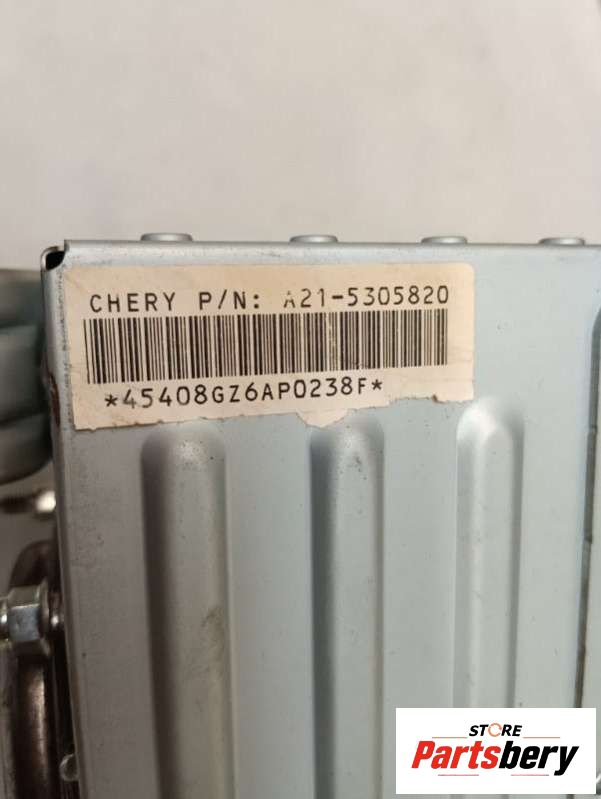 CHERY P/N: A21-5305820
*45408GZ6AP0238F*
STORE
Partsbery